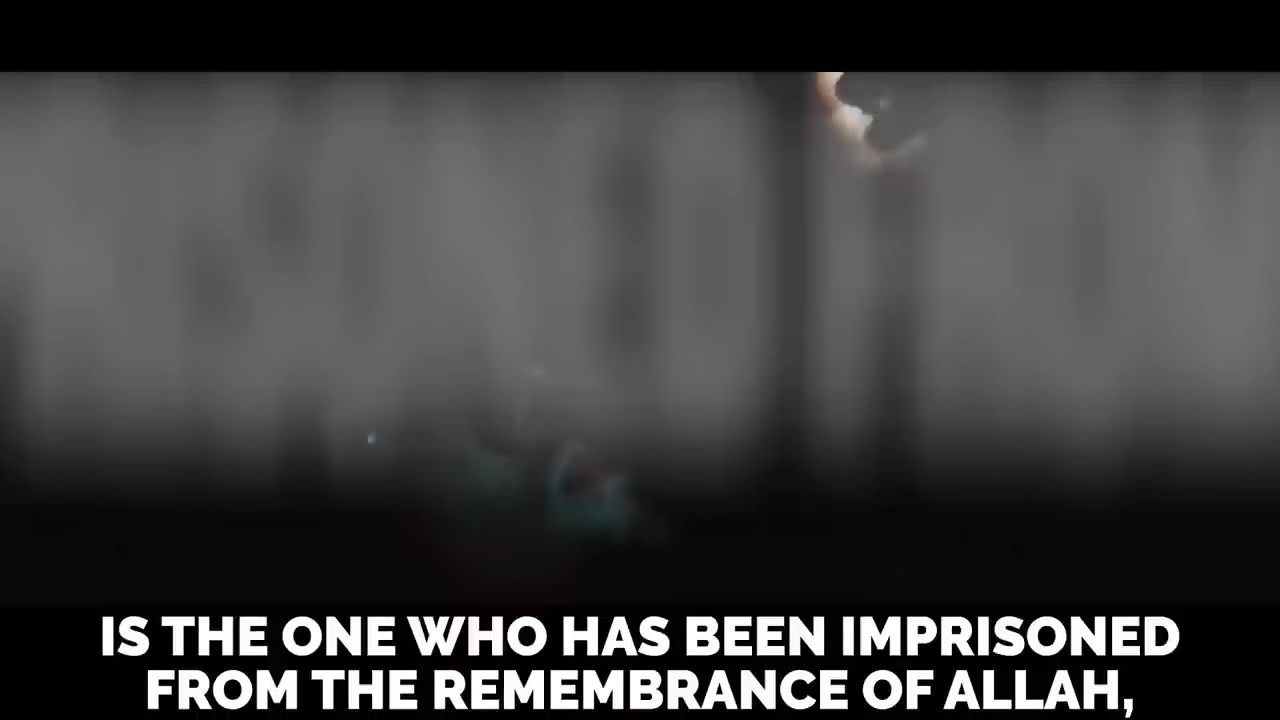 IS THE ONE WHO HAS BEEN IMPRISONED
FROM THE REMEMBRANCE OF ALLAH,